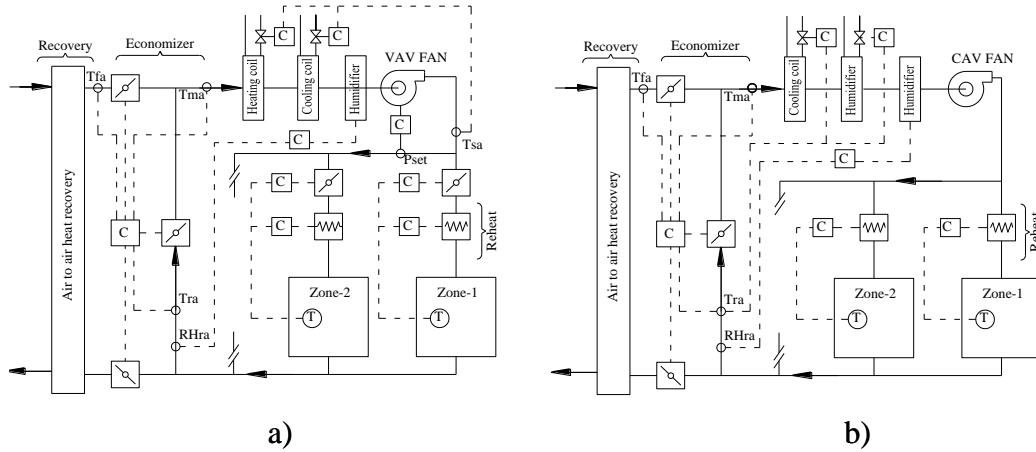 Recovery
Economizer
C
C
VAV FAN
Tfa
Tma
Heating coil
Cooling coil
Humidifier
C
Tsa
C
Pset
C
C
C
C
C
Reheat
Air to air heat recovery
Tra
RHra
Zone-2
T
Zone-1
T
a)
Recovery
Economizer
C
C
CAV FAN
Tfa
Tma
Cooling coil
Humidifier
Humidifier
C
C
C
C
Reheat
Air to air heat recovery
Tra
RHra
Zone-2
T
Zone-1
T
b)